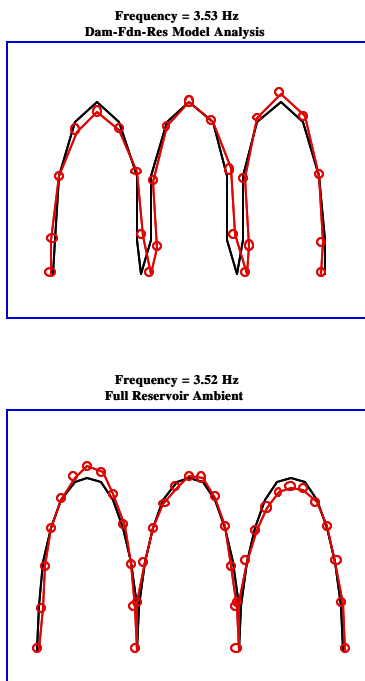 Frequency = 3.53 Hz
Dam-Fdn-Res Model Analysis
Frequency = 3.52 Hz
Full Reservoir Ambient